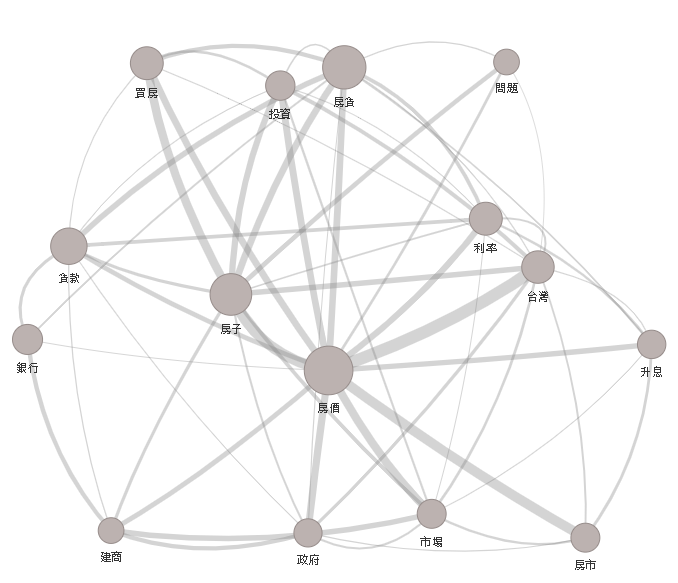 買房
投資
房貸
問題
貸款
利率
台灣
房子
銀行
升息
房價
建商
政府
市場
房市